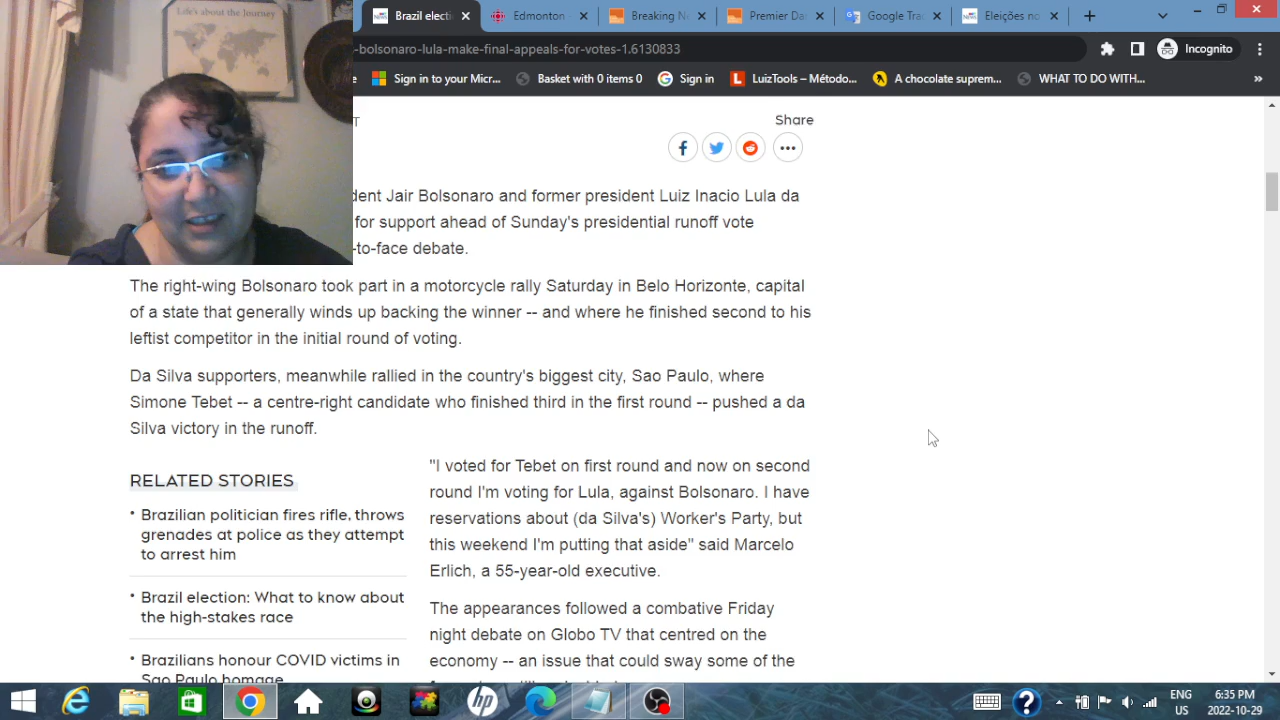 Life's about the Journey
Brazil electi
Edmonton -
Breaking Ne
Premier Da
Google Tra
Eleições no
-bolsonaro-lula-make-final-appeals-for-votes-1.6130833
Incognito
Sign in to your Micr...
Basket with 0 items 0
Sign in
LuizTools – Método...
A chocolate suprem...
WHAT TO DO WITH...
»
T
Share
dent Jair Bolsonaro and former president Luiz Inacio Lula da
for support ahead of Sunday's presidential runoff vote
-to-face debate.
The right-wing Bolsonaro took part in a motorcycle rally Saturday in Belo Horizonte, capital
of a state that generally winds up backing the winner -- and where he finished second to his
leftist competitor in the initial round of voting.
Da Silva supporters, meanwhile rallied in the country's biggest city, Sao Paulo, where
Simone Tebet -- a centre-right candidate who finished third in the first round -- pushed a da
Silva victory in the runoff.
RELATED STORIES
• Brazilian politician fires rifle, throws
grenades at police as they attempt
to arrest him
• Brazil election: What to know about
the high-stakes race
• Brazilians honour COVID victims in
Sao Paulo homage
"I voted for Tebet on first round and now on second
round I'm voting for Lula, against Bolsonaro. I have
reservations about (da Silva's) Worker's Party, but
this weekend I'm putting that aside" said Marcelo
Erlich, a 55-year-old executive.
The appearances followed a combative Friday
night debate on Globo TV that centred on the
economy -- an issue that could sway some of the
ENG
US
6:35 PM
2022-10-29